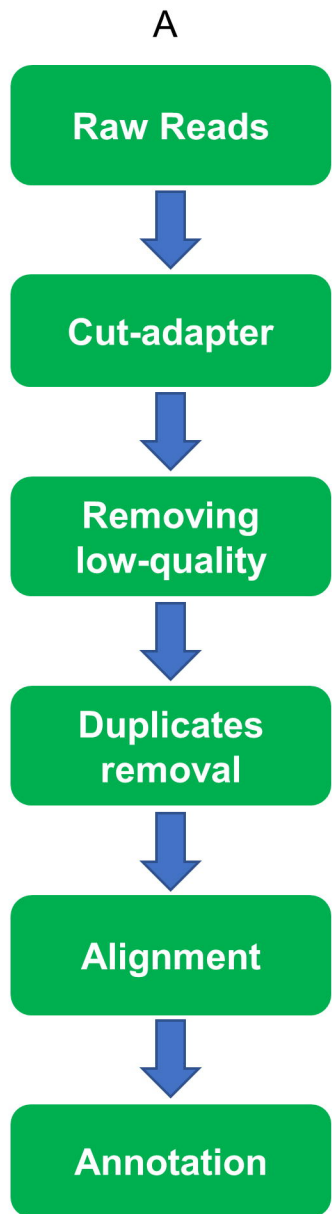 A
Raw Reads
Cut-adapter
Removing
low-quality
Duplicates
removal
Alignment
Annotation